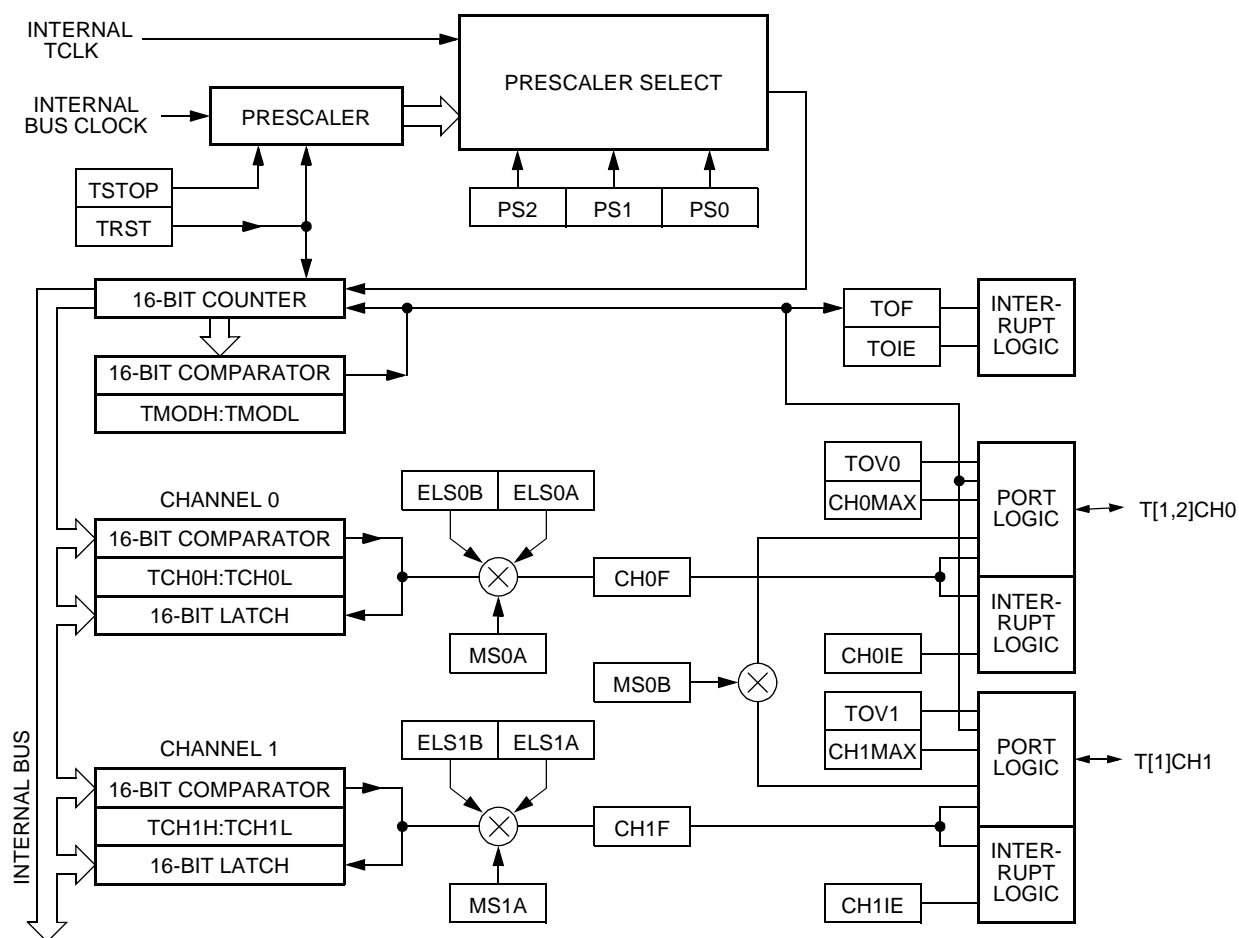 INTERNAL
TCLK
PRESCALER SELECT
INTERNAL
BUS CLOCK
PRESCALER
TSTOP
TRST
PS2
PS1
PS0
16-BIT COUNTER
16-BIT COMPARATOR
TMODH:TMODL
TOF
TOIE
INTER-
RUPT
LOGIC
CHANNEL 0
16-BIT COMPARATOR
TCH0H:TCH0L
16-BIT LATCH
ELS0B
ELS0A
MS0A
CH0F
TOV0
CH0MAX
PORT
LOGIC
T[1,2]CH0
INTER-
RUPT
LOGIC
CH0IE
MS0B
CHANNEL 1
16-BIT COMPARATOR
TCH1H:TCH1L
16-BIT LATCH
ELS1B
ELS1A
MS1A
CH1F
TOV1
CH1MAX
PORT
LOGIC
T[1]CH1
INTER-
RUPT
LOGIC
CH1IE
INTERNAL BUS